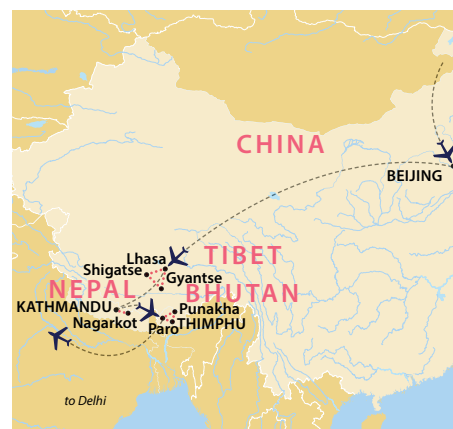 CHINA
BEIJING
Lhasa
TIBET
Shigatse
Gyantse
NEPAL
BHUTAN
KATHMANDU
Punakha
Nagarkot
Paro
THIMPHU
to Delhi